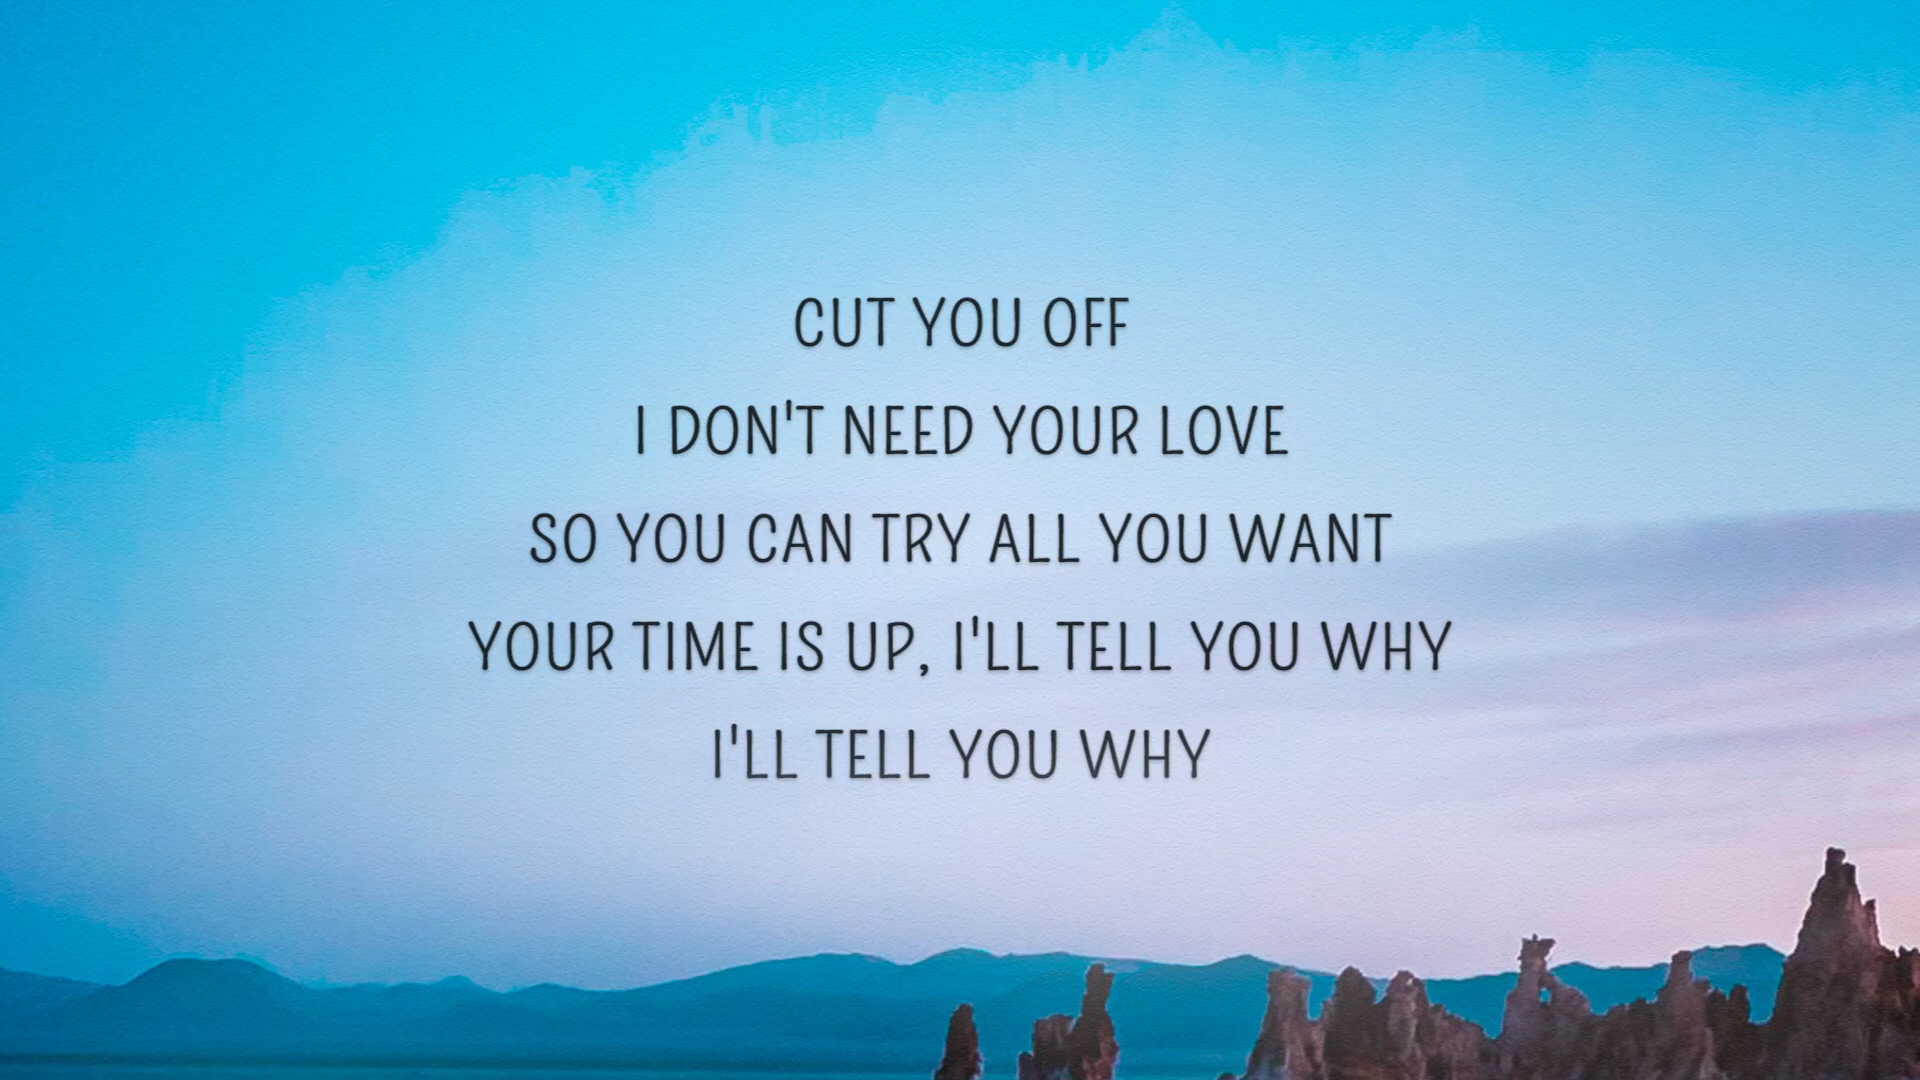 CUT YOU OFF
I DON'T NEED YOUR LOVE
SO YOU CAN TRY ALL YOU WANT
YOUR TIME IS UP, I'LL TELL YOU WHY
I'LL TELL YOU WHY